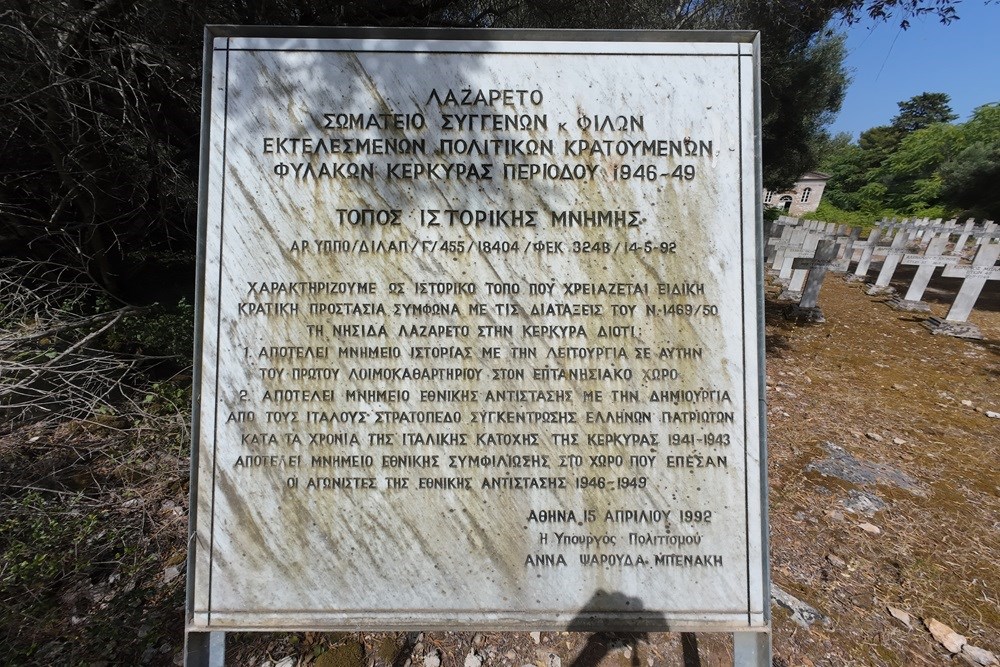 ΛΑΖΑΡΕΤΟ
ΣΩΜΑΤΕΙΟ ΣΥΓΓΕΝΩΝ κ ΦΙΛΩΝ
ΕΚΤΕΛΕΣΜΕΝΩΝ ΠΟΛΙΤΙΚΩΝ ΚΡΑΤΟΥΜΕΝΩΝ
ΦΥΛΑΚΩΝ ΚΕΡΚΥΡΑΣ ΠΕΡΙΟΔΟΥ 1946-49
ΤΟΠΟΣ ΙΣΤΟΡΙΚΗΣ ΜΝΗΜΗΣ
ΑΡ.ΥΠΠΟ/ΔΙΛΑΠ/Γ/455/18404/ΦΕΚ.324Β/14-5-92
ΧΑΡΑΚΤΗΡΙΖΟΥΜΕ ΩΣ ΙΣΤΟΡΙΚΟ ΤΟΠΟ ΠΟΥ ΧΡΕΙΑΖΕΤΑΙ ΕΙΔΙΚΗ
ΚΡΑΤΙΚΗ ΠΡΟΣΤΑΣΙΑ ΣΥΜΦΩΝΑ ΜΕ ΤΙΣ ΔΙΑΤΑΞΕΙΣ ΤΟΥ Ν-1469/50
ΤΗ ΝΗΣΙΔΑ ΛΑΖΑΡΕΤΟ ΣΤΗΝ ΚΕΡΚΥΡΑ ΔΙΟΤΙ:
1. ΑΠΟΤΕΛΕΙ ΜΝΗΜΕΙΟ ΙΣΤΟΡΙΑΣ ΜΕ ΤΗΝ ΛΕΙΤΟΥΡΓΙΑ ΣΕ ΑΥΤΗΝ
ΤΟΥ ΠΡΩΤΟΥ ΛΟΙΜΟΚΑΘΑΡΤΗΡΙΟΥ ΣΤΟΝ ΕΠΤΑΝΗΣΙΑΚΟ ΧΩΡΟ
2. ΑΠΟΤΕΛΕΙ ΜΝΗΜΕΙΟ ΕΘΝΙΚΗΣ ΑΝΤΙΣΤΑΣΗΣ ΜΕ ΤΗΝ ΔΗΜΙΟΥΡΓΙΑ
ΑΠΟ ΤΟΥΣ ΙΤΑΛΟΥΣ ΣΤΡΑΤΟΠΕΔΟ ΣΥΓΚΕΝΤΡΩΣΗΣ ΕΛΛΗΝΩΝ ΠΑΤΡΙΩΤΩΝ
ΚΑΤΑ ΤΑ ΧΡΟΝΙΑ ΤΗΣ ΙΤΑΛΙΚΗΣ ΚΑΤΟΧΗΣ ΤΗΣ ΚΕΡΚΥΡΑΣ 1941-1943
ΑΠΟΤΕΛΕΙ ΜΝΗΜΕΙΟ ΕΘΝΙΚΗΣ ΣΥΜΦΙΛΙΩΣΗΣ ΣΤΟ ΧΩΡΟ ΠΟΥ ΕΠΕΣΑΝ
ΟΙ ΑΓΩΝΙΣΤΕΣ ΤΗΣ ΕΘΝΙΚΗΣ ΑΝΤΙΣΤΑΣΗΣ 1946-1949
ΑΘΗΝΑ 15 ΑΠΡΙΛΙΟΥ 1992
Η Υπουργός Πολιτισμού
ΑΝΝΑ ΨΑΡΟΥΔΑ ΜΠΕΝΑΚΗ